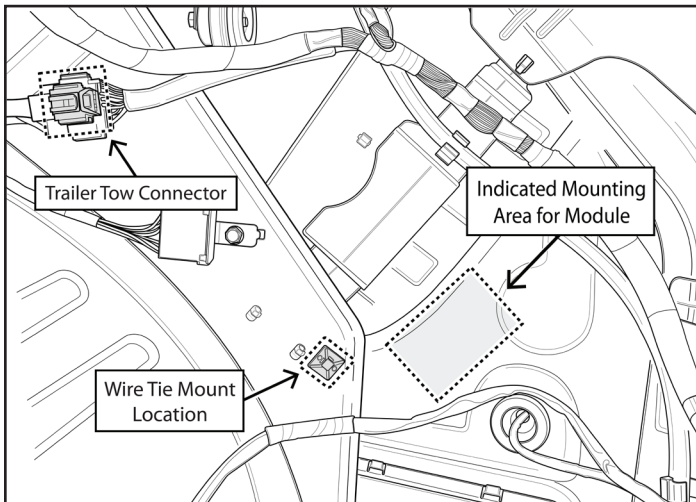 Trailer Tow Connector
Indicated Mounting
Area for Module
Wire Tie Mount
Location